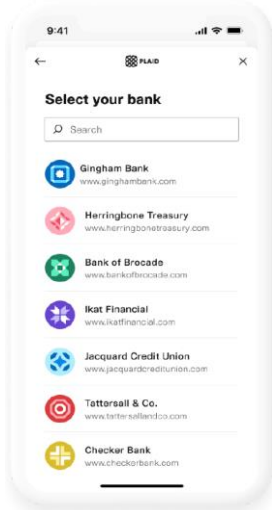 9:41
PLAID
Select your bank
Search
Gingham Bank
www.ginghambank.com
Herringbone Treasury
www.herringbonetreasury.com
Bank of Brocade
www.bankofbrocade.com
Ikat Financial
www.ikatfinancial.com
Jacquard Credit Union
www.jacquardcreditunion.com
Tattersall & Co.
www.tattersallandco.com
Checker Bank
www.checkerbank.com